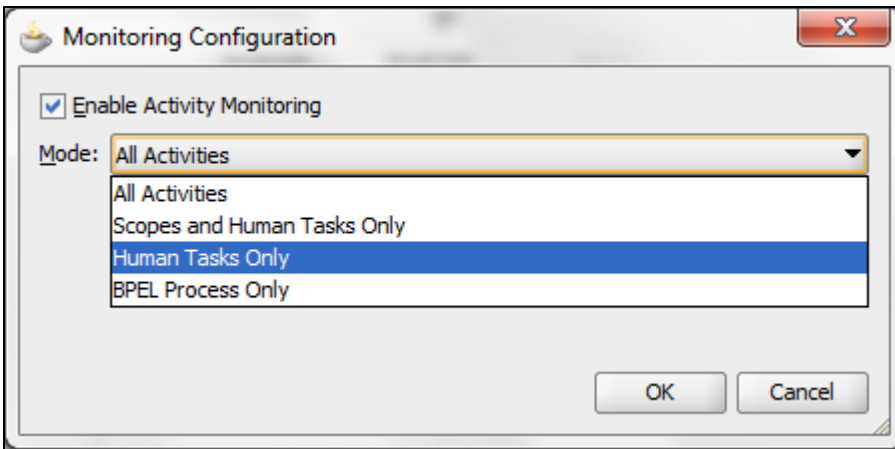 Monitoring Configuration
Enable Activity Monitoring
Mode: All Activities
All Activities
Scopes and Human Tasks Only
Human Tasks Only
BPEL Process Only
OK Cancel